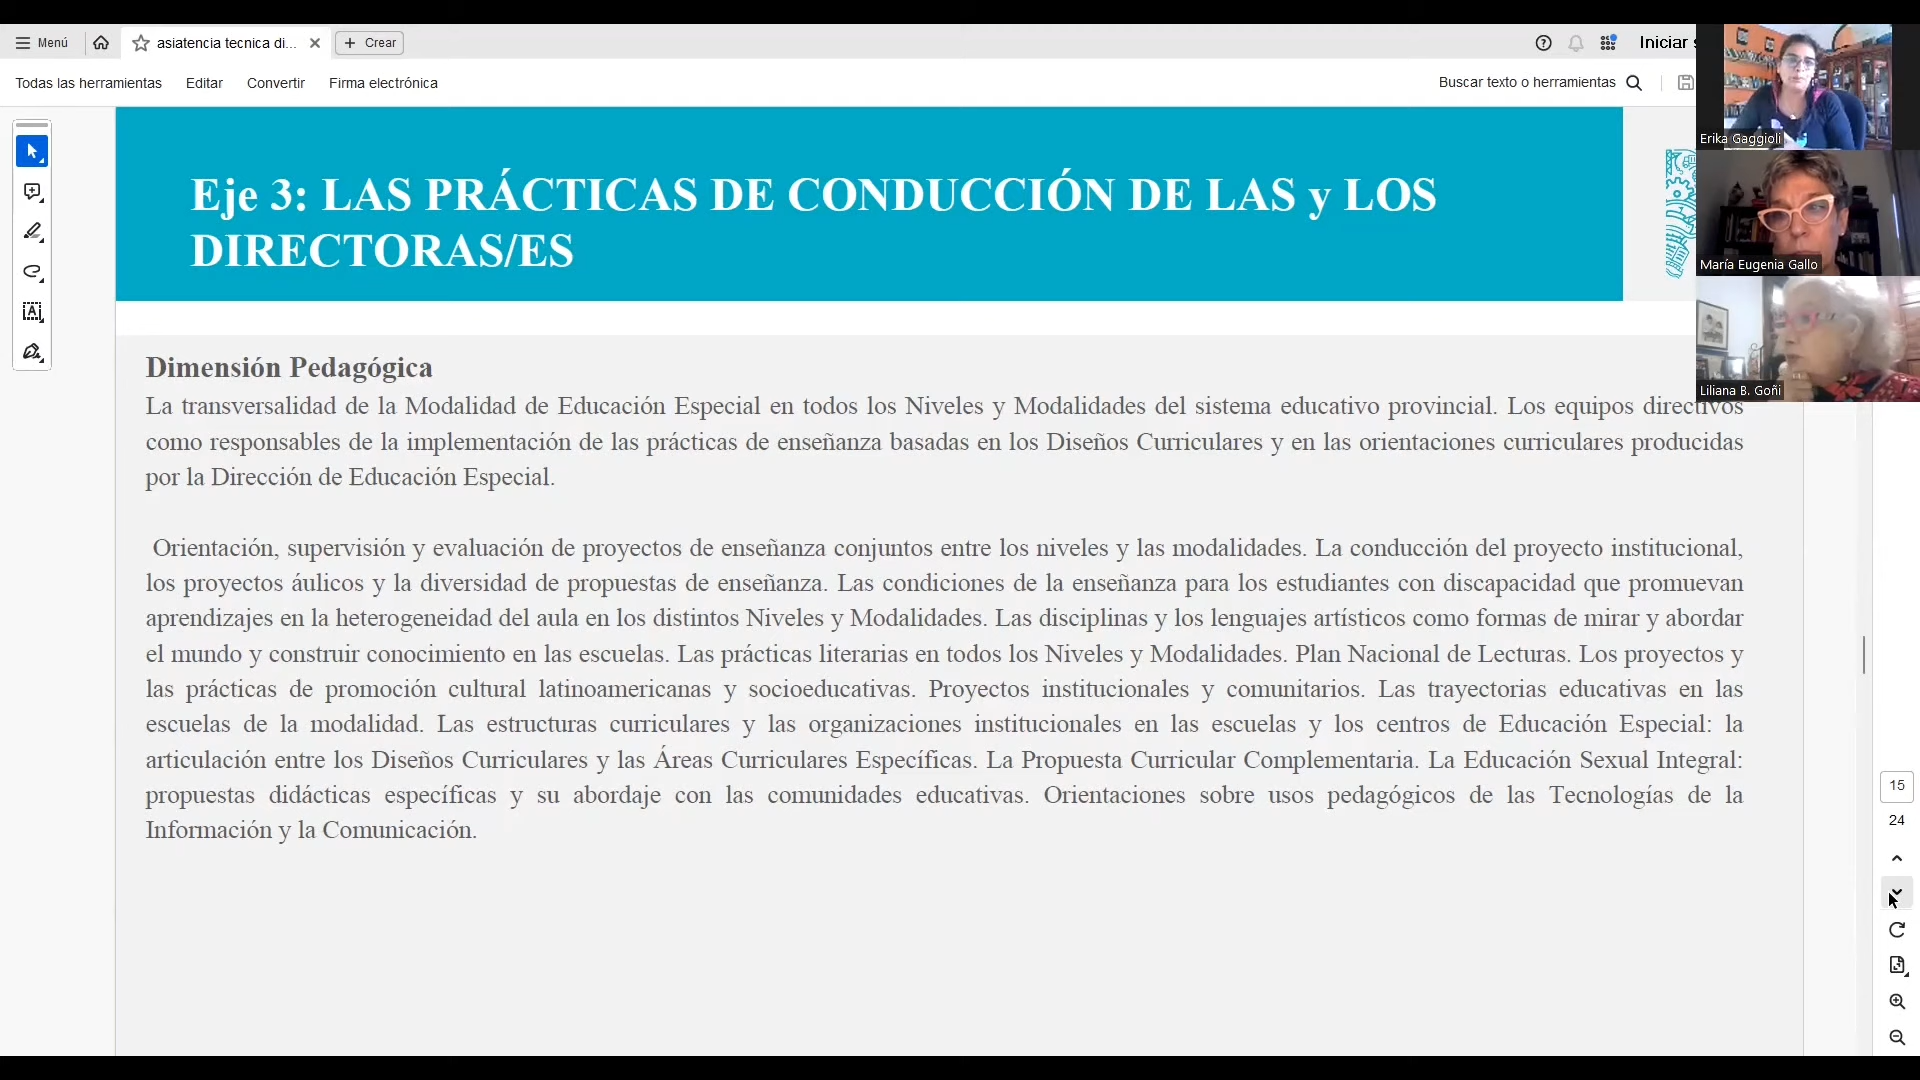 Menú
asiatencia tecnica di...
Crear
Iniciar s
Todas las herramientas
Editar
Convertir
Firma electrónica
Buscar texto o herramientas
Eje 3: LAS PRÁCTICAS DE CONDUCCIÓN DE LAS y LOS
DIRECTORAS/ES
Erika Gaggioli
María Eugenia Gallo
Liliana B. Goñi
Dimensión Pedagógica
La transversalidad de la Modalidad de Educación Especial en todos los Niveles y Modalidades del sistema educativo provincial. Los equipos directivos
como responsables de la implementación de las prácticas de enseñanza basadas en los Diseños Curriculares y en las orientaciones curriculares producidas
por la Dirección de Educación Especial.
Orientación, supervisión y evaluación de proyectos de enseñanza conjuntos entre los niveles y las modalidades. La conducción del proyecto institucional,
los proyectos áulicos y la diversidad de propuestas de enseñanza. Las condiciones de la enseñanza para los estudiantes con discapacidad que promuevan
aprendizajes en la heterogeneidad del aula en los distintos Niveles y Modalidades. Las disciplinas y los lenguajes artísticos como formas de mirar y abordar
el mundo y construir conocimiento en las escuelas. Las prácticas literarias en todos los Niveles y Modalidades. Plan Nacional de Lecturas. Los proyectos y
las prácticas de promoción cultural latinoamericanas y socioeducativas. Proyectos institucionales y comunitarios. Las trayectorias educativas en las
escuelas de la modalidad. Las estructuras curriculares y las organizaciones institucionales en las escuelas y los centros de Educación Especial: la
articulación entre los Diseños Curriculares y las Áreas Curriculares Específicas. La Propuesta Curricular Complementaria. La Educación Sexual Integral:
propuestas didácticas específicas y su abordaje con las comunidades educativas. Orientaciones sobre usos pedagógicos de las Tecnologías de la
Información y la Comunicación.
15
24